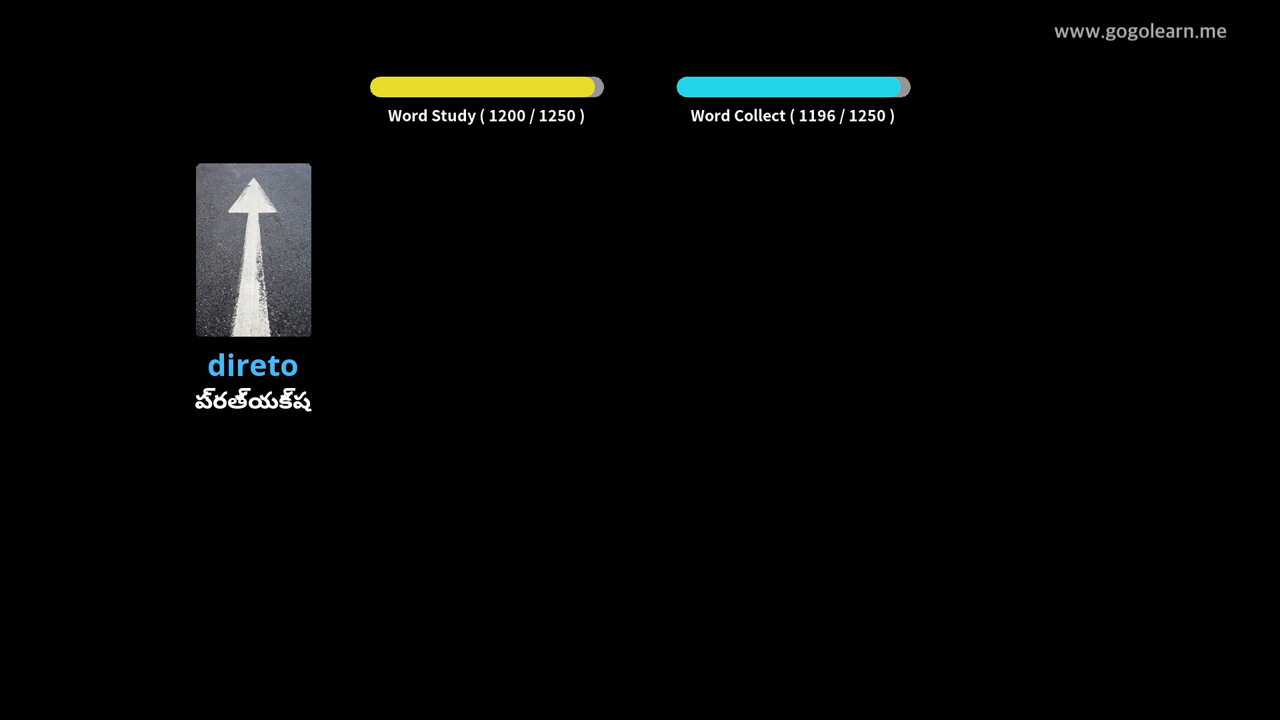 www.gogolearn.me
Word Study ( 1200 / 1250 )
Word Collect ( 1196 / 1250 )
direto
ప్రత్యక్ష